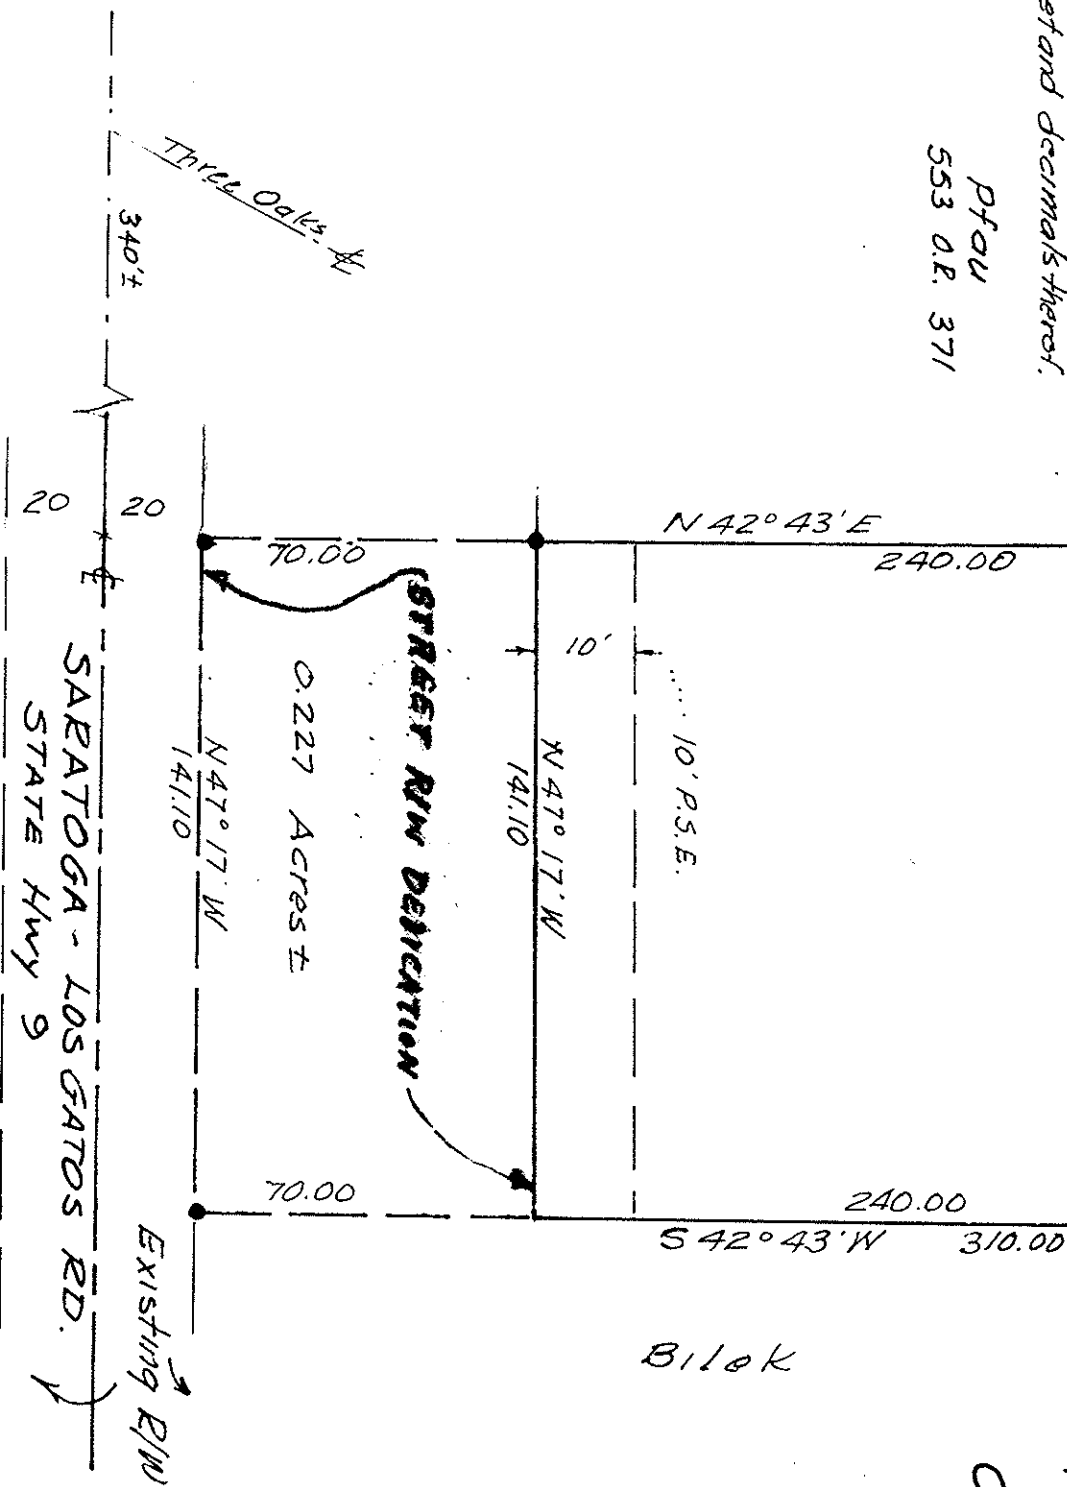 and decimals therof.
Pfau
553 O.R. 371
Three Oaks ℄
340'±
20
20
℄
N 42° 43' E
240.00
70.00
10'
10' P.S.E.
STREET R/W DEDICATION
0.227 Acres ±
N 47° 17' W
141.10
N 47° 17' W
141.10
SARATOGA - LOS GATOS RD.
STATE Hwy 9
70.00
240.00
S 42° 43' W
310.00
Existing R/W
Bilek